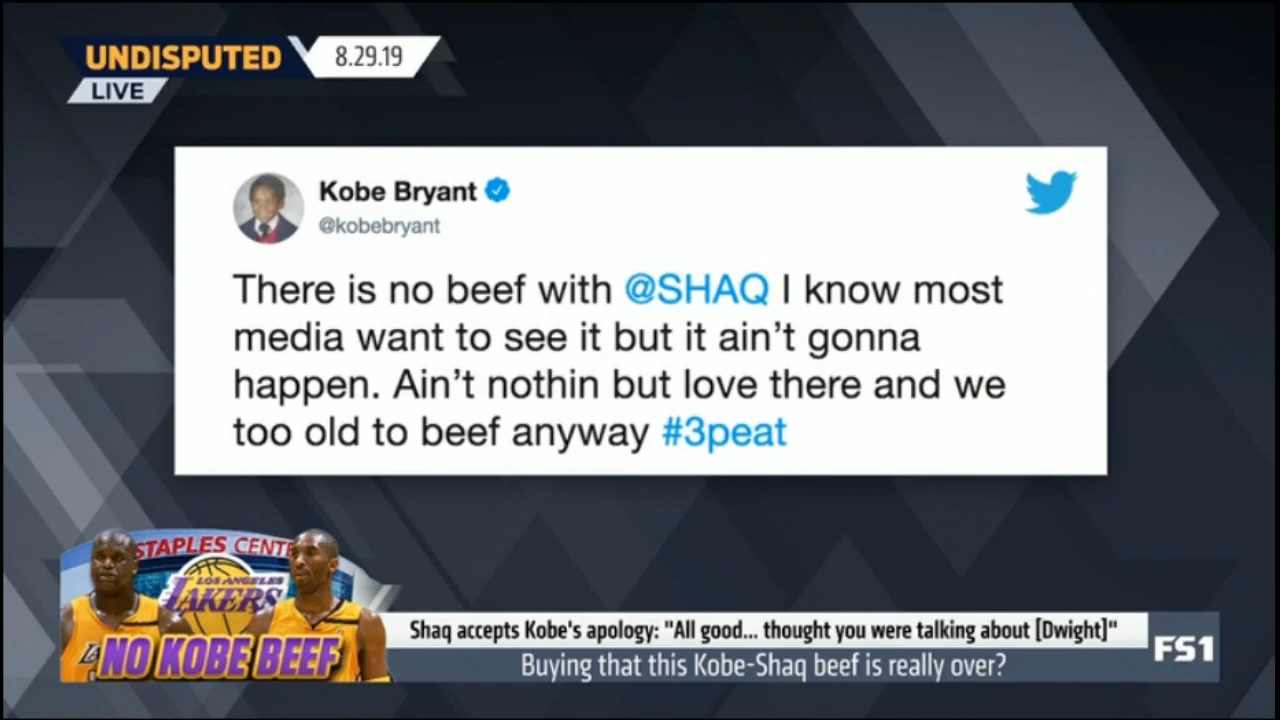 UNDISPUTED
8.29.19
LIVE
Kobe Bryant
@kobebryant
There is no beef with @SHAQ I know most
media want to see it but it ain't gonna
happen. Ain't nothin but love there and we
too old to beef anyway #3peat
STAPLES CENT
LOS ANGELES
LAKERS
NO KOBE BEEF
Shaq accepts Kobe's apology: "All good... thought you were talking about [Dwight]"
Buying that this Kobe-Shaq beef is really over?
FS1